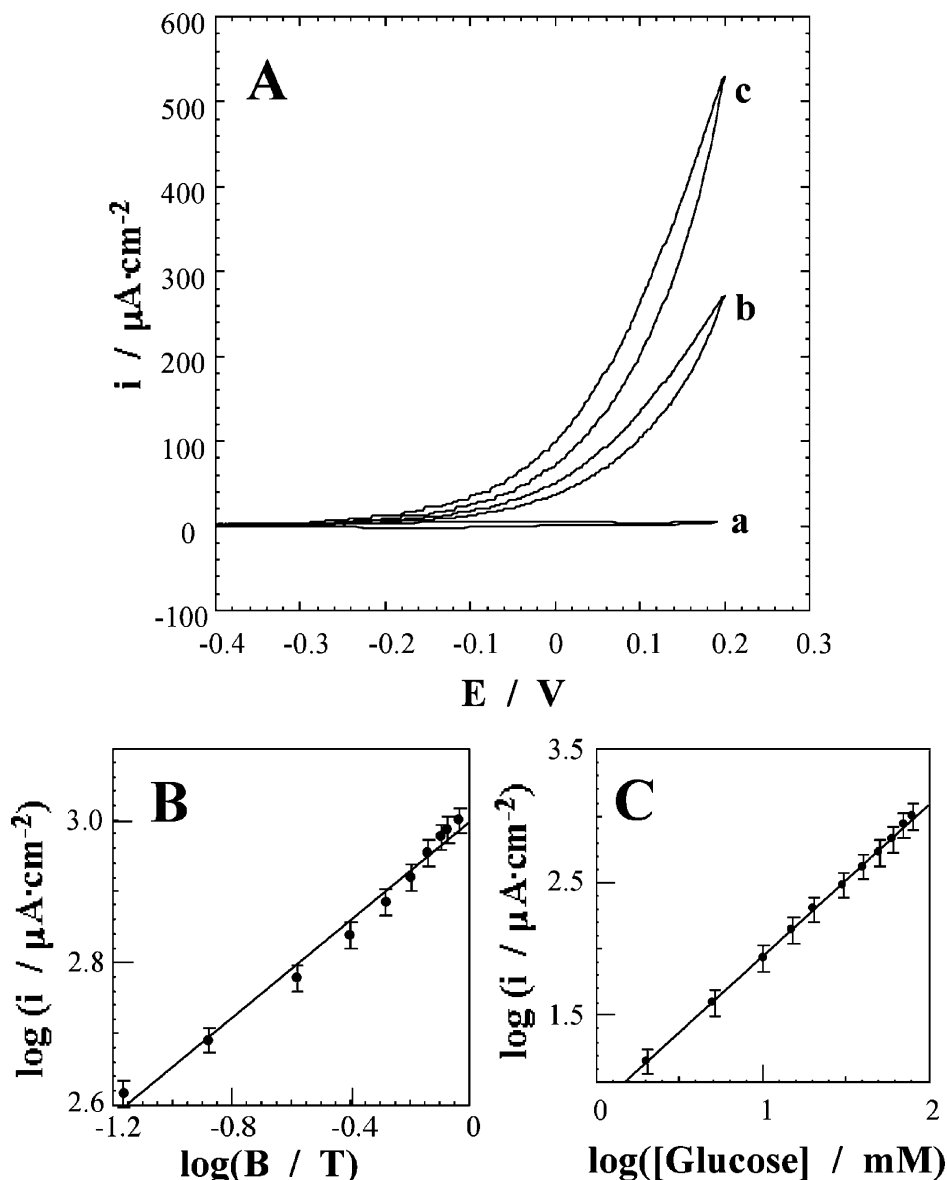 A
600
500
400
300
200
100
0
-100
i / μA·cm⁻²
c
b
a
-0.4 -0.3 -0.2 -0.1 0 0.1 0.2 0.3
E / V
B
3.0
2.8
2.6
log (i / μA·cm⁻²)
-1.2 -0.8 -0.4 0
log(B / T)
C
3.5
2.5
1.5
log (i / μA·cm⁻²)
0 1 2
log([Glucose] / mM)